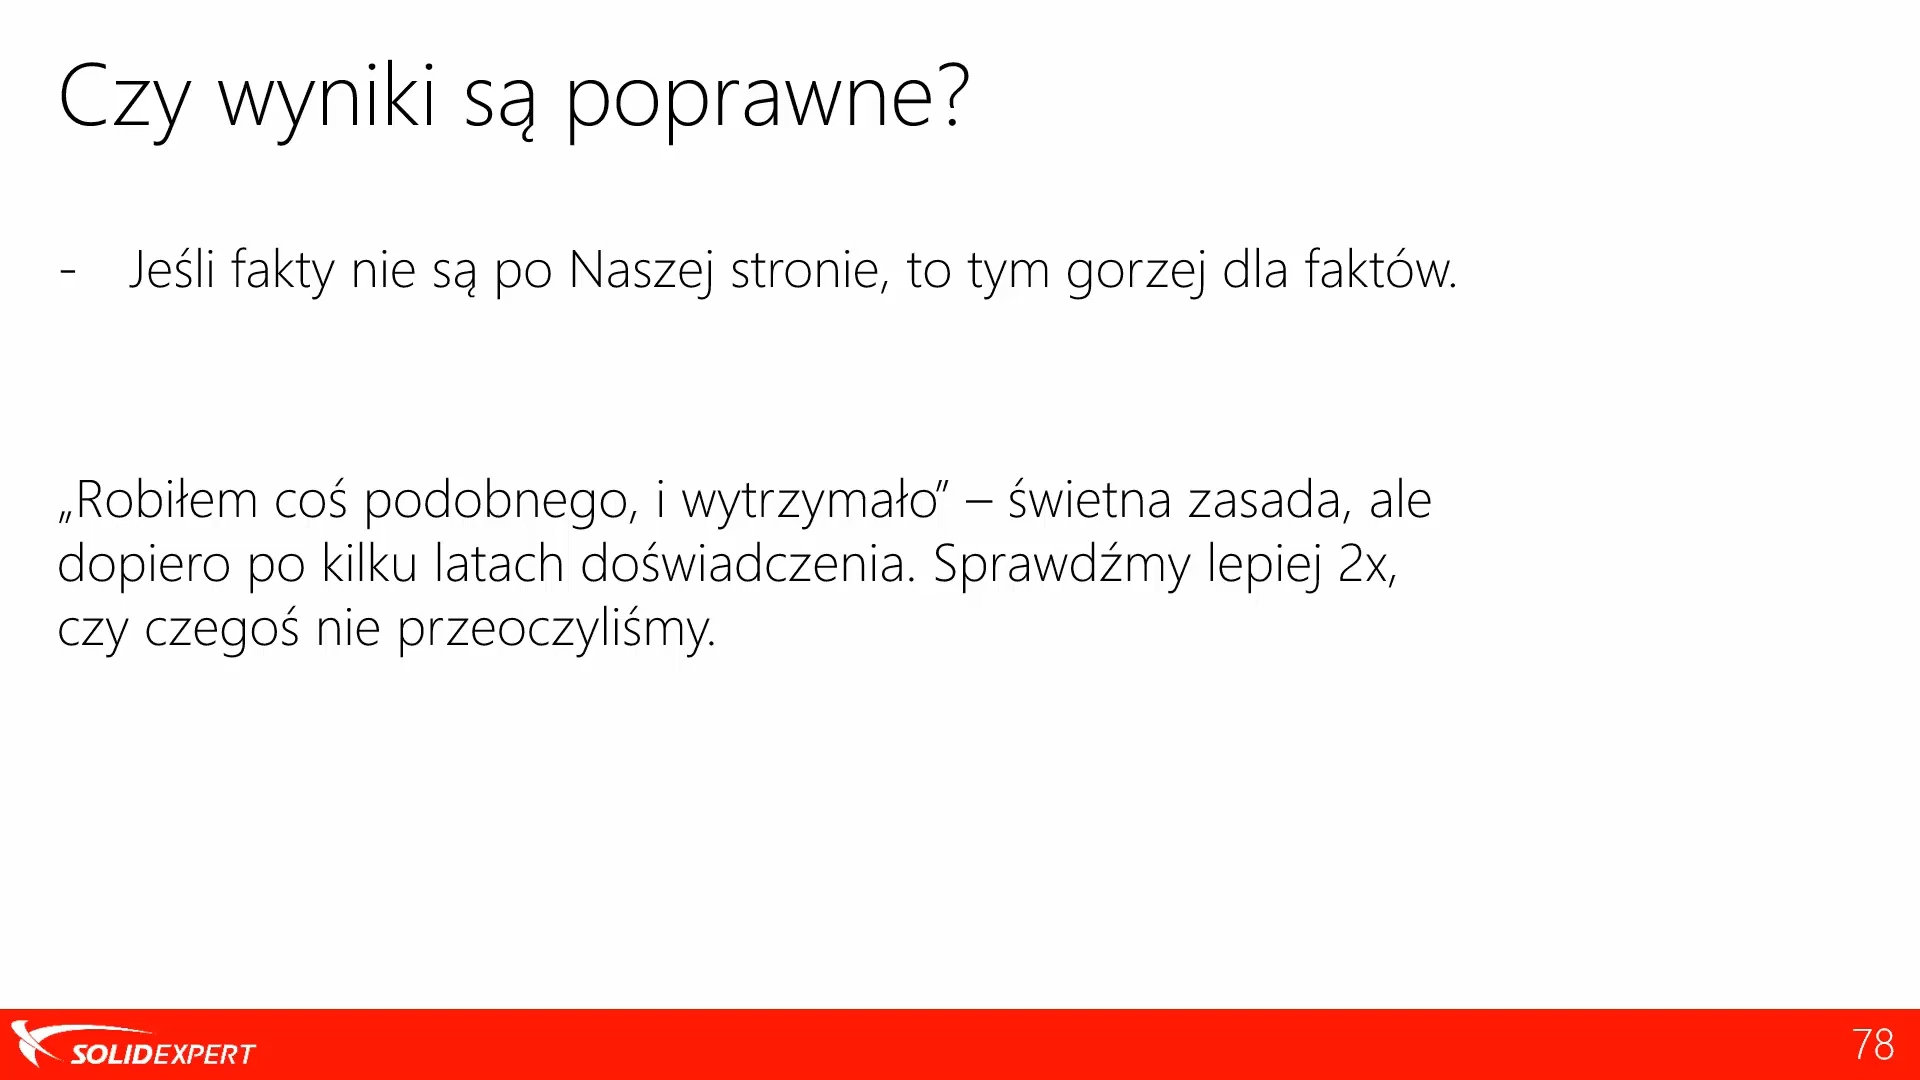 Czy wyniki są poprawne?
- Jeśli fakty nie są po Naszej stronie, to tym gorzej dla faktów.
„Robiłem coś podobnego, i wytrzymało” – świetna zasada, ale
dopiero po kilku latach doświadczenia. Sprawdźmy lepiej 2x,
czy czegoś nie przeoczyliśmy.
SOLIDEXPERT
78